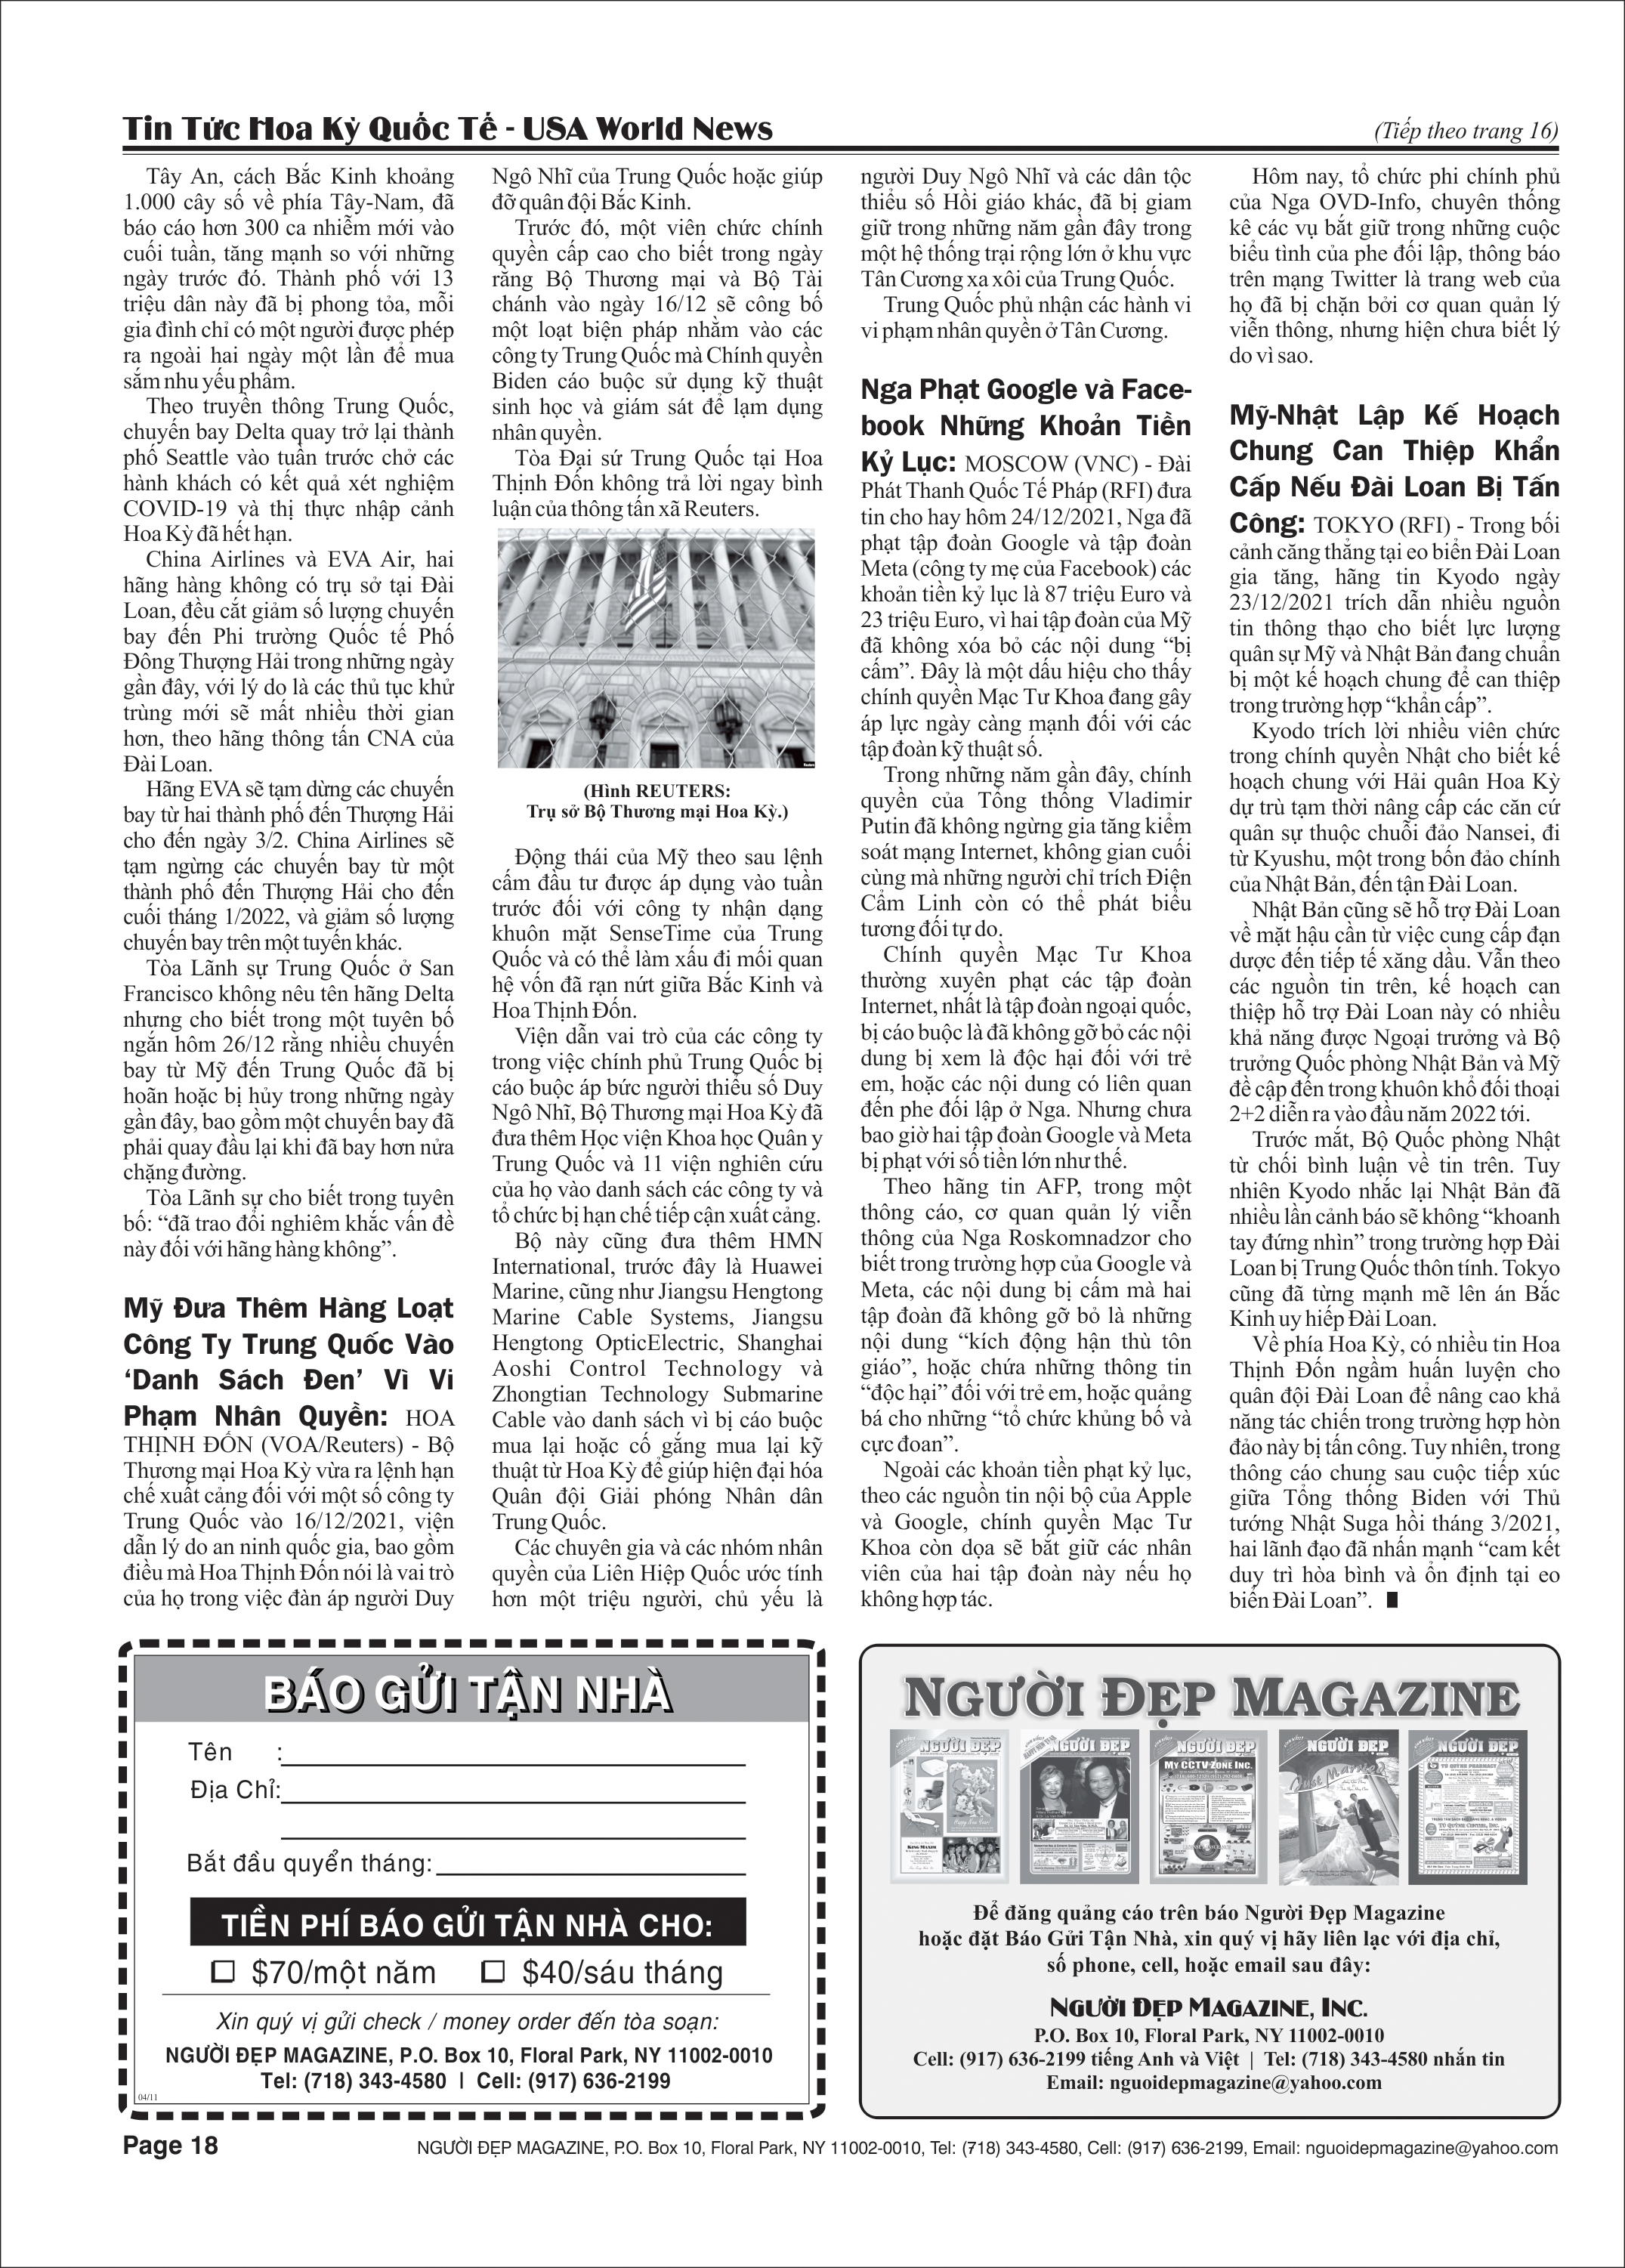 Tin Tức Hoa Kỳ Quốc Tế - USA World News
(Tiếp theo trang 16)
Tây An, cách Bắc Kinh khoảng
1.000 cây số về phía Tây-Nam, đã
báo cáo hơn 300 ca nhiễm mới vào
cuối tuần, tăng mạnh so với những
ngày trước đó. Thành phố với 13
triệu dân này đã bị phong tỏa, mỗi
gia đình chỉ có một người được phép
ra ngoài hai ngày một lần để mua
sắm nhu yếu phẩm.
Theo truyền thông Trung Quốc,
chuyến bay Delta quay trở lại thành
phố Seattle vào tuần trước chở các
hành khách có kết quả xét nghiệm
COVID-19 và thị thực nhập cảnh
Hoa Kỳ đã hết hạn.
China Airlines và EVA Air, hai
hãng hàng không có trụ sở tại Đài
Loan, đều cắt giảm số lượng chuyến
bay đến Phi trường Quốc tế Phố
Đông Thượng Hải trong những ngày
gần đây, với lý do là các thủ tục khử
trùng mới sẽ mất nhiều thời gian
hơn, theo hãng thông tấn CNA của
Đài Loan.
Hãng EVA sẽ tạm dừng các chuyến
bay từ hai thành phố đến Thượng Hải
cho đến ngày 3/2. China Airlines sẽ
tạm ngừng các chuyến bay từ một
thành phố đến Thượng Hải cho đến
cuối tháng 1/2022, và giảm số lượng
chuyến bay trên một tuyến khác.
Tòa Lãnh sự Trung Quốc ở San
Francisco không nêu tên hãng Delta
nhưng cho biết trong một tuyên bố
ngắn hôm 26/12 rằng nhiều chuyến
bay từ Mỹ đến Trung Quốc đã bị
hoãn hoặc bị hủy trong những ngày
gần đây, bao gồm một chuyến bay đã
phải quay đầu lại khi đã bay hơn nửa
chặng đường.
Tòa Lãnh sự cho biết trong tuyên
bố: “đã trao đổi nghiêm khắc vấn đề
này đối với hãng hàng không”.
Mỹ Đưa Thêm Hàng Loạt
Công Ty Trung Quốc Vào
‘Danh Sách Đen’ Vì Vi
Phạm Nhân Quyền: HOA
THỊNH ĐỐN (VOA/Reuters) - Bộ
Thương mại Hoa Kỳ vừa ra lệnh hạn
chế xuất cảng đối với một số công ty
Trung Quốc vào 16/12/2021, viện
dẫn lý do an ninh quốc gia, bao gồm
điều mà Hoa Thịnh Đốn nói là vai trò
của họ trong việc đàn áp người Duy
Ngô Nhĩ của Trung Quốc hoặc giúp
đỡ quân đội Bắc Kinh.
Trước đó, một viên chức chính
quyền cấp cao cho biết trong ngày
rằng Bộ Thương mại và Bộ Tài
chánh vào ngày 16/12 sẽ công bố
một loạt biện pháp nhằm vào các
công ty Trung Quốc mà Chính quyền
Biden cáo buộc sử dụng kỹ thuật
sinh học và giám sát để lạm dụng
nhân quyền.
Tòa Đại sứ Trung Quốc tại Hoa
Thịnh Đốn không trả lời ngay bình
luận của thông tấn xã Reuters.
(Hình REUTERS:
Trụ sở Bộ Thương mại Hoa Kỳ.)
Động thái của Mỹ theo sau lệnh
cấm đầu tư được áp dụng vào tuần
trước đối với công ty nhận dạng
khuôn mặt SenseTime của Trung
Quốc và có thể làm xấu đi mối quan
hệ vốn đã rạn nứt giữa Bắc Kinh và
Hoa Thịnh Đốn.
Viện dẫn vai trò của các công ty
trong việc chính phủ Trung Quốc bị
cáo buộc áp bức người thiểu số Duy
Ngô Nhĩ, Bộ Thương mại Hoa Kỳ đã
đưa thêm Học viện Khoa học Quân y
Trung Quốc và 11 viện nghiên cứu
của họ vào danh sách các công ty và
tổ chức bị hạn chế tiếp cận xuất cảng.
Bộ này cũng đưa thêm HMN
International, trước đây là Huawei
Marine, cũng như Jiangsu Hengtong
Marine Cable Systems, Jiangsu
Hengtong OpticElectric, Shanghai
Aoshi Control Technology và
Zhongtian Technology Submarine
Cable vào danh sách vì bị cáo buộc
mua lại hoặc cố gắng mua lại kỹ
thuật từ Hoa Kỳ để giúp hiện đại hóa
Quân đội Giải phóng Nhân dân
Trung Quốc.
Các chuyên gia và các nhóm nhân
quyền của Liên Hiệp Quốc ước tính
hơn một triệu người, chủ yếu là
người Duy Ngô Nhĩ và các dân tộc
thiểu số Hồi giáo khác, đã bị giam
giữ trong những năm gần đây trong
một hệ thống trại rộng lớn ở khu vực
Tân Cương xa xôi của Trung Quốc.
Trung Quốc phủ nhận các hành vi
vi phạm nhân quyền ở Tân Cương.
Nga Phạt Google và Face-
book Những Khoản Tiền
Kỷ Lục: MOSCOW (VNC) - Đài
Phát Thanh Quốc Tế Pháp (RFI) đưa
tin cho hay hôm 24/12/2021, Nga đã
phạt tập đoàn Google và tập đoàn
Meta (công ty mẹ của Facebook) các
khoản tiền kỷ lục là 87 triệu Euro và
23 triệu Euro, vì hai tập đoàn của Mỹ
đã không xóa bỏ các nội dung “bị
cấm”. Đây là một dấu hiệu cho thấy
chính quyền Mạc Tư Khoa đang gây
áp lực ngày càng mạnh đối với các
tập đoàn kỹ thuật số.
Trong những năm gần đây, chính
quyền của Tổng thống Vladimir
Putin đã không ngừng gia tăng kiểm
soát mạng Internet, không gian cuối
cùng mà những người chỉ trích Điện
Cẩm Linh còn có thể phát biểu
tương đối tự do.
Chính quyền Mạc Tư Khoa
thường xuyên phạt các tập đoàn
Internet, nhất là tập đoàn ngoại quốc,
bị cáo buộc là đã không gỡ bỏ các nội
dung bị xem là độc hại đối với trẻ
em, hoặc các nội dung có liên quan
đến phe đối lập ở Nga. Nhưng chưa
bao giờ hai tập đoàn Google và Meta
bị phạt với số tiền lớn như thế.
Theo hãng tin AFP, trong một
thông cáo, cơ quan quản lý viễn
thông của Nga Roskomnadzor cho
biết trong trường hợp của Google và
Meta, các nội dung bị cấm mà hai
tập đoàn đã không gỡ bỏ là những
nội dung “kích động hận thù tôn
giáo”, hoặc chứa những thông tin
“độc hại” đối với trẻ em, hoặc quảng
bá cho những “tổ chức khủng bố và
cực đoan”.
Ngoài các khoản tiền phạt kỷ lục,
theo các nguồn tin nội bộ của Apple
và Google, chính quyền Mạc Tư
Khoa còn dọa sẽ bắt giữ các nhân
viên của hai tập đoàn này nếu họ
không hợp tác.
Hôm nay, tổ chức phi chính phủ
của Nga OVD-Info, chuyên thống
kê các vụ bắt giữ trong những cuộc
biểu tình của phe đối lập, thông báo
trên mạng Twitter là trang web của
họ đã bị chặn bởi cơ quan quản lý
viễn thông, nhưng hiện chưa biết lý
do vì sao.
Mỹ-Nhật Lập Kế Hoạch
Chung Can Thiệp Khẩn
Cấp Nếu Đài Loan Bị Tấn
Công: TOKYO (RFI) - Trong bối
cảnh căng thẳng tại eo biển Đài Loan
gia tăng, hãng tin Kyodo ngày
23/12/2021 trích dẫn nhiều nguồn
tin thông thạo cho biết lực lượng
quân sự Mỹ và Nhật Bản đang chuẩn
bị một kế hoạch chung để can thiệp
trong trường hợp “khẩn cấp”.
Kyodo trích lời nhiều viên chức
trong chính quyền Nhật cho biết kế
hoạch chung với Hải quân Hoa Kỳ
dự trù tạm thời nâng cấp các căn cứ
quân sự thuộc chuỗi đảo Nansei, đi
từ Kyushu, một trong bốn đảo chính
của Nhật Bản, đến tận Đài Loan.
Nhật Bản cũng sẽ hỗ trợ Đài Loan
về mặt hậu cần từ việc cung cấp đạn
dược đến tiếp tế xăng dầu. Vẫn theo
các nguồn tin trên, kế hoạch can
thiệp hỗ trợ Đài Loan này có nhiều
khả năng được Ngoại trưởng và Bộ
trưởng Quốc phòng Nhật Bản và Mỹ
đề cập đến trong khuôn khổ đối thoại
2+2 diễn ra vào đầu năm 2022 tới.
Trước mắt, Bộ Quốc phòng Nhật
từ chối bình luận về tin trên. Tuy
nhiên Kyodo nhắc lại Nhật Bản đã
nhiều lần cảnh báo sẽ không “khoanh
tay đứng nhìn” trong trường hợp Đài
Loan bị Trung Quốc thôn tính. Tokyo
cũng đã từng mạnh mẽ lên án Bắc
Kinh uy hiếp Đài Loan.
Về phía Hoa Kỳ, có nhiều tin Hoa
Thịnh Đốn ngầm huấn luyện cho
quân đội Đài Loan để nâng cao khả
năng tác chiến trong trường hợp hòn
đảo này bị tấn công. Tuy nhiên, trong
thông cáo chung sau cuộc tiếp xúc
giữa Tổng thống Biden với Thủ
tướng Nhật Suga hồi tháng 3/2021,
hai lãnh đạo đã nhấn mạnh “cam kết
duy trì hòa bình và ổn định tại eo
biển Đài Loan”.
BÁO GỬI TẬN NHÀ
Tên :
Địa Chỉ:
Bắt đầu quyển tháng:
TIỀN PHÍ BÁO GỬI TẬN NHÀ CHO:
$70/một năm $40/sáu tháng
Xin quý vị gửi check / money order đến tòa soạn:
NGƯỜI ĐẸP MAGAZINE, P.O. Box 10, Floral Park, NY 11002-0010
Tel: (718) 343-4580 | Cell: (917) 636-2199
04/11
NGƯỜI ĐẸP MAGAZINE
NGƯỜI ĐẸP
NGƯỜI ĐẸP
NGƯỜI ĐẸP
MY CCTV ZONE INC.
NGƯỜI ĐẸP
Just Married
NGƯỜI ĐẸP
Để đăng quảng cáo trên báo Người Đẹp Magazine
hoặc đặt Báo Gửi Tận Nhà, xin quý vị hãy liên lạc với địa chỉ,
số phone, cell, hoặc email sau đây:
NGƯỜI ĐẸP MAGAZINE, INC.
P.O. Box 10, Floral Park, NY 11002-0010
Cell: (917) 636-2199 tiếng Anh và Việt | Tel: (718) 343-4580 nhắn tin
Email: nguoidepmagazine@yahoo.com
Page 18
NGƯỜI ĐẸP MAGAZINE, P.O. Box 10, Floral Park, NY 11002-0010, Tel: (718) 343-4580, Cell: (917) 636-2199, Email: nguoidepmagazine@yahoo.com